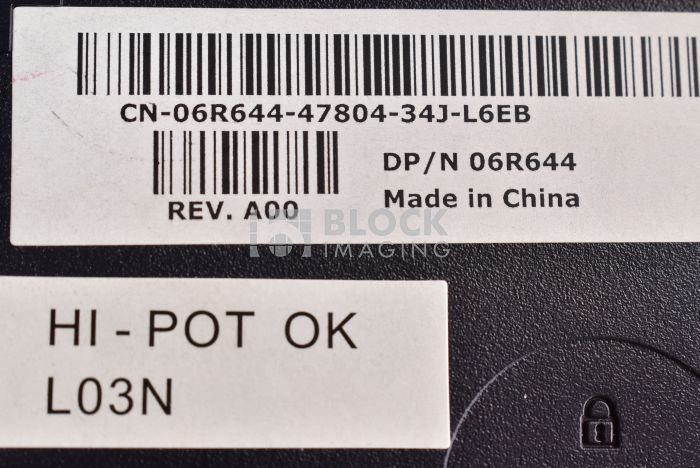 CN-06R644-47804-34J-L6EB
DP/N 06R644
Made in China
REV. A00
BLOCK
IMAGING
HI-POT OK
L03N